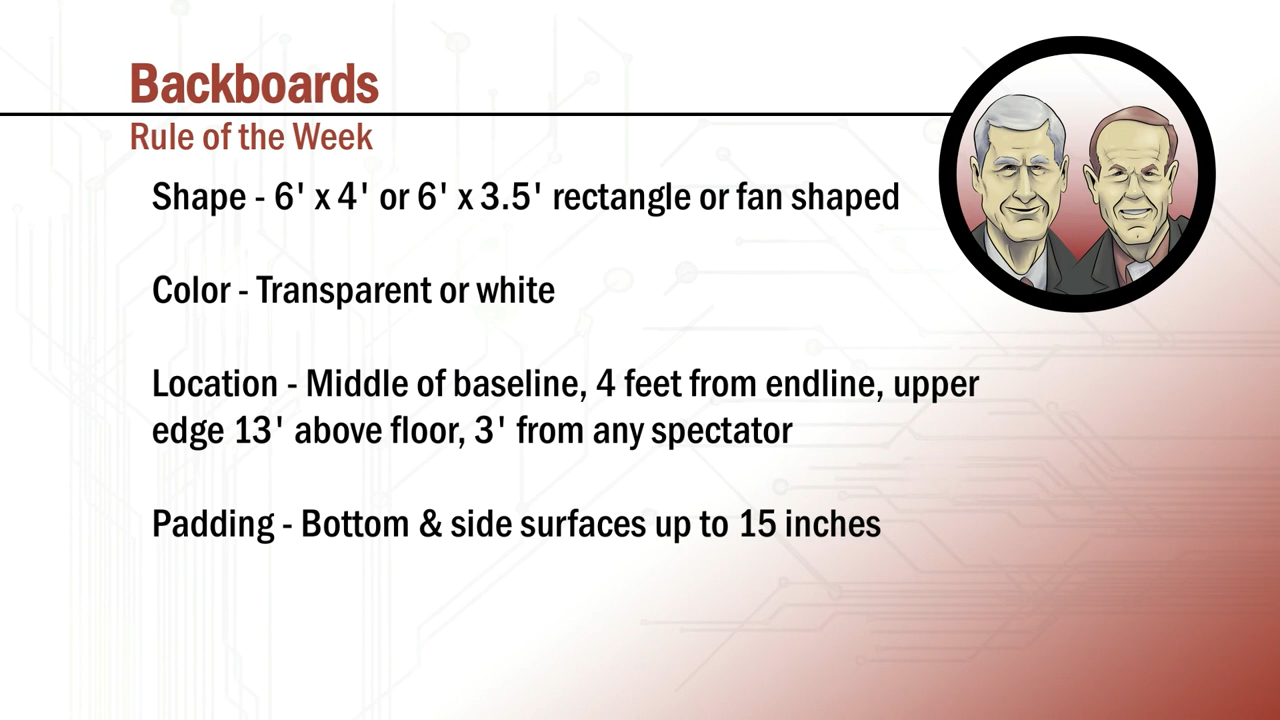 Backboards
Rule of the Week
Shape - 6' x 4' or 6' x 3.5' rectangle or fan shaped
Color - Transparent or white
Location - Middle of baseline, 4 feet from endline, upper
edge 13' above floor, 3' from any spectator
Padding - Bottom & side surfaces up to 15 inches